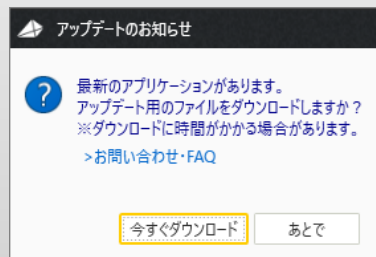 アップデートのお知らせ
最新のアプリケーションがあります。
アップデート用のファイルをダウンロードしますか？
※ダウンロードに時間がかかる場合があります。
>お問い合わせ・FAQ
今すぐダウンロード
あとで